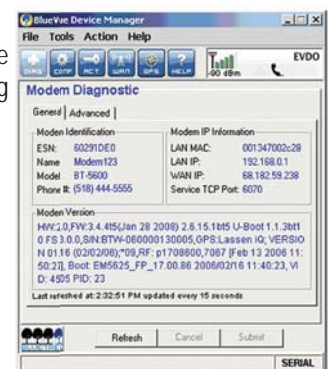 e
g
BlueVue Device Manager
File Tools Action Help
DIAG CONF ACT WAN GPS HELP
-90 dBm
EVDO
Modem Diagnostic
General Advanced
Modem Identification
ESN: 60291DE0
Name Modem123
Model BT-5600
Phone #: (518) 444-5555
Modem IP Information
LAN MAC: 001347002c28
LAN IP: 192.168.0.1
WAN IP: 68.182.59.238
Service TCP Port: 6070
Modem Version
HW:2.0,FW:3.4.4t5(Jan 28 2008) 2.6.15.1bt5 U-Boot 1.1.3bt1
0 FS 3.0.0,S/N:BTW-060000130005,GPS:Lassen iQ; VERSIO
N 01.16 (02/02/06);*09,RF: p1708600,7067 [Feb 13 2006 11:
50:27], Boot: EM5625_FP_17.00.86 2006/02/16 11:40:23, VI
D: 4505 PID: 23
Last refreshed at:2:32:51 PM updated every 15 seconds
BLUETREE
Refresh Cancel Submit
SERIAL